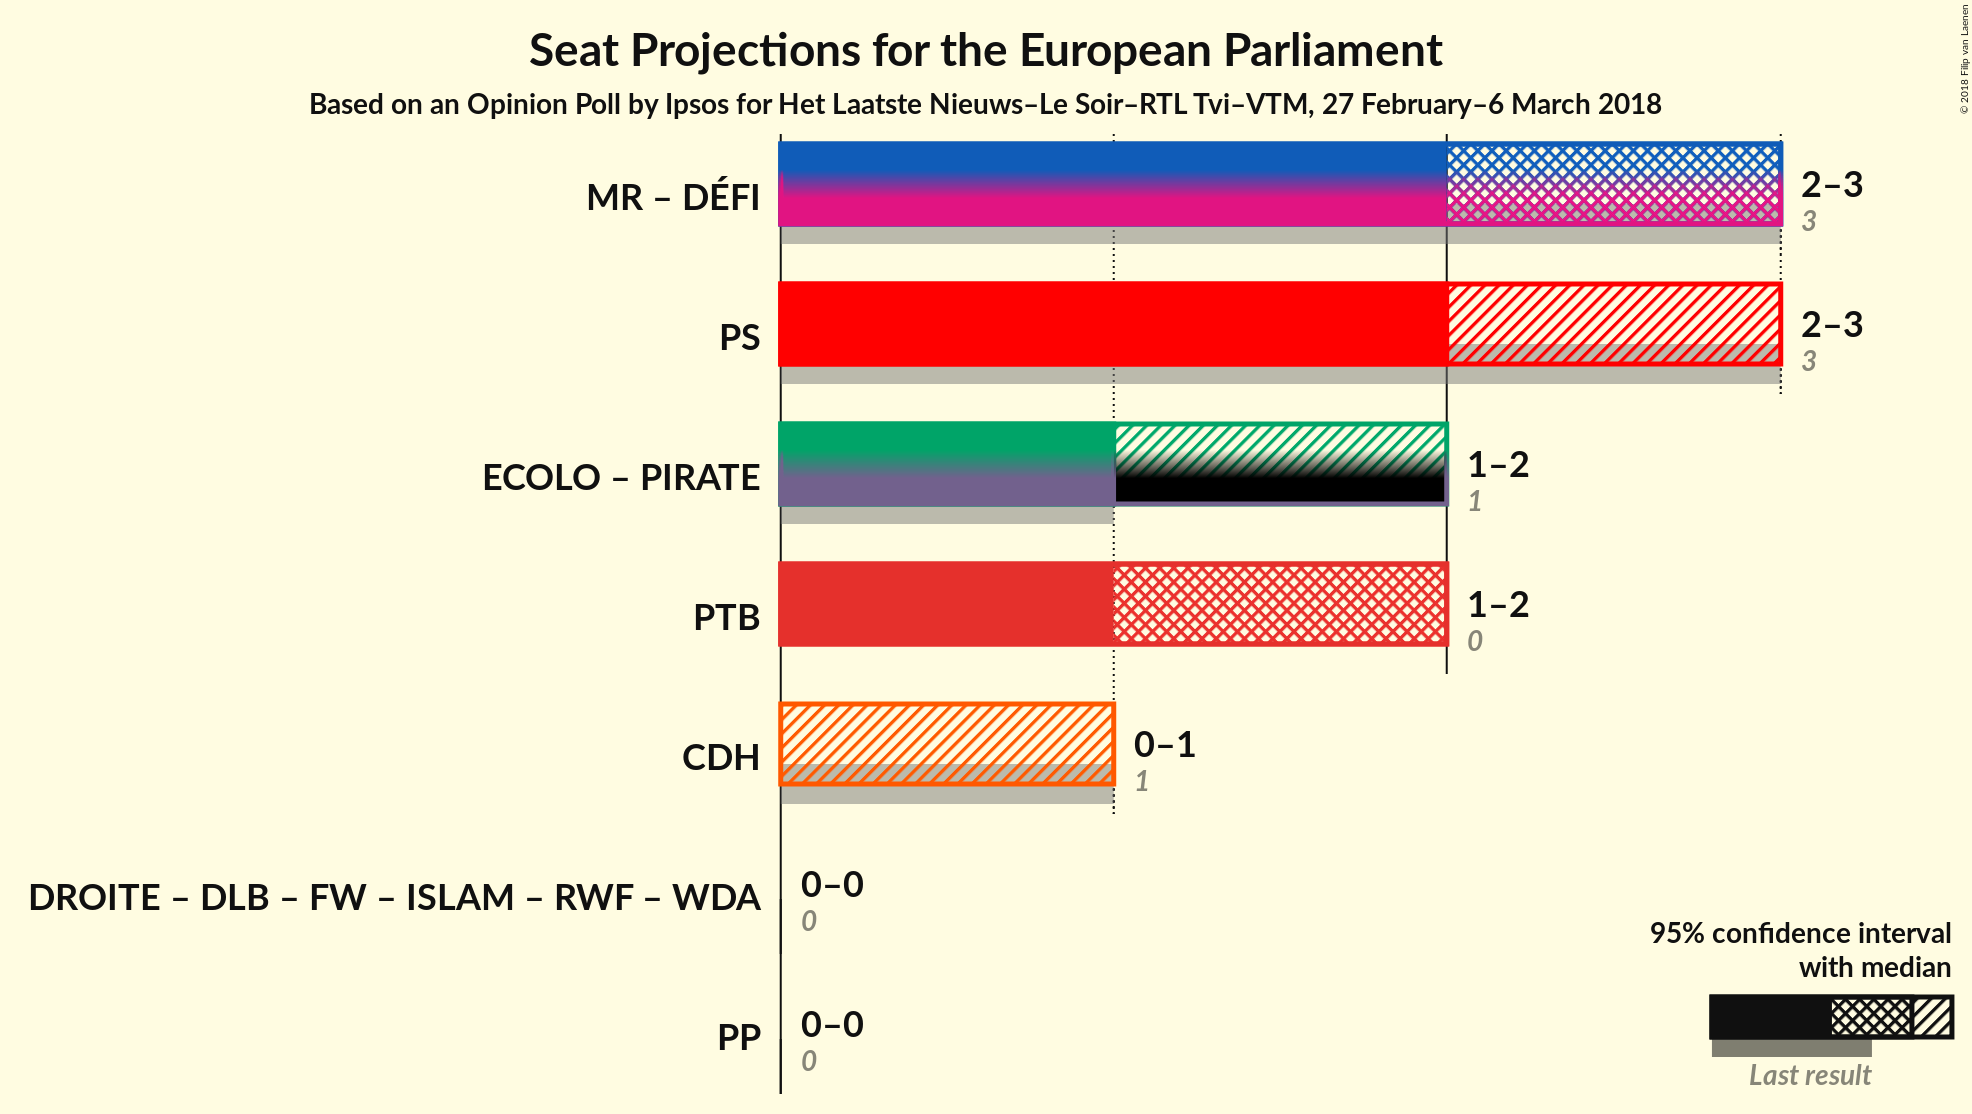 Seat Projections for the European Parliament
Based on an Opinion Poll by Ipsos for Het Laatste Nieuws–Le Soir–RTL Tvi–VTM, 27 February–6 March 2018
© 2018 Filip van Laenen
MR – DÉFI
2–3
3
PS
2–3
3
ECOLO – PIRATE
1–2
1
PTB
1–2
0
CDH
0–1
1
DROITE – DLB – FW – ISLAM – RWF – WDA
0–0
0
PP
0–0
0
95% confidence interval
with median
Last result